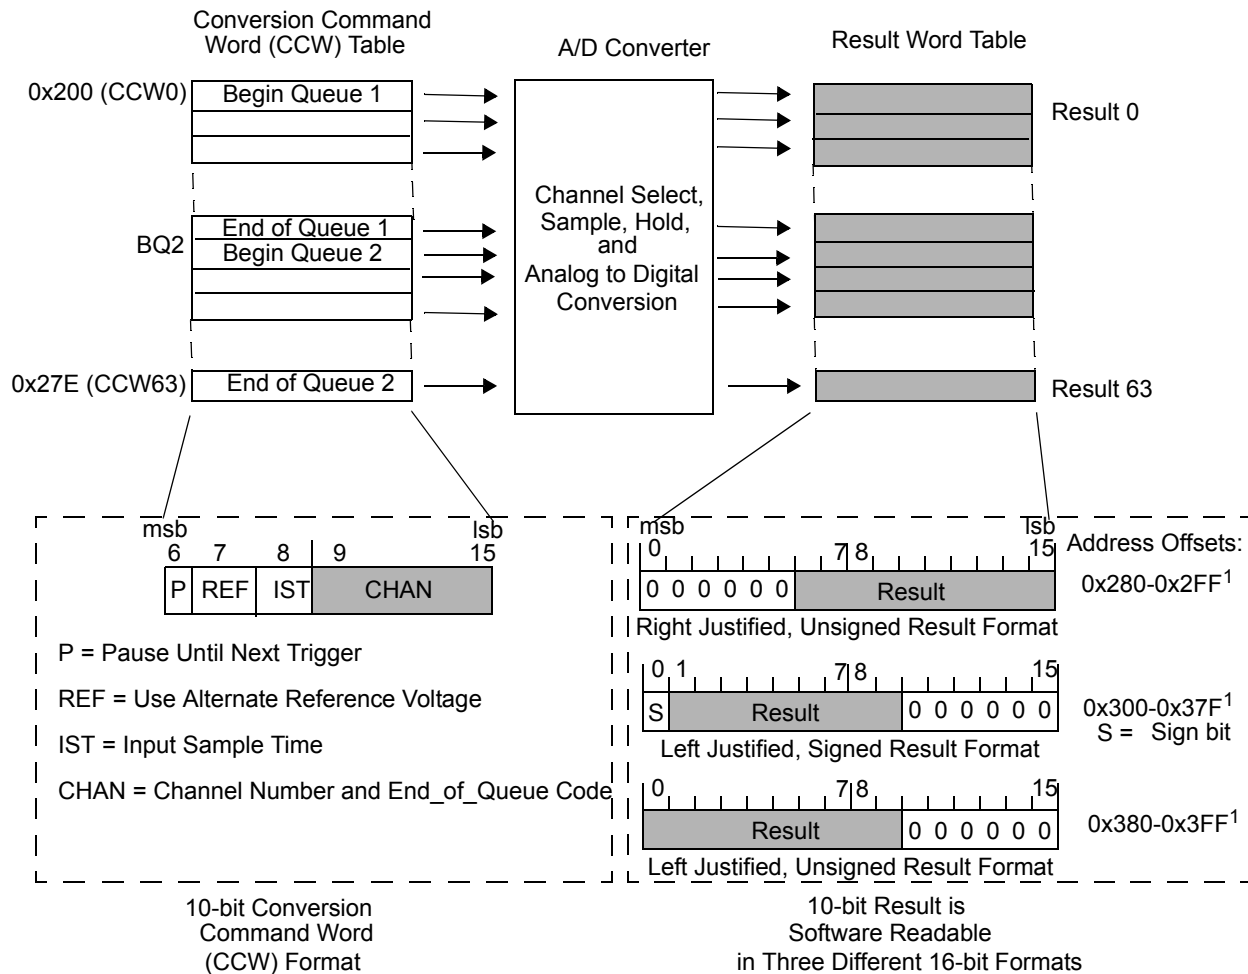 Conversion Command
Word (CCW) Table
A/D Converter
Result Word Table
0x200 (CCW0)
Begin Queue 1
Result 0
Channel Select,
Sample, Hold,
and
Analog to Digital
Conversion
End of Queue 1
BQ2
Begin Queue 2
0x27E (CCW63)
End of Queue 2
Result 63
msb
lsb
6 7 8 9 15
P REF IST CHAN
P = Pause Until Next Trigger
REF = Use Alternate Reference Voltage
IST = Input Sample Time
CHAN = Channel Number and End_of_Queue Code
10-bit Conversion
Command Word
(CCW) Format
msb
lsb
0 7 8 15
Address Offsets:
0 0 0 0 0 0 Result
0x280-0x2FF1
Right Justified, Unsigned Result Format
0 1 7 8 15
S Result 0 0 0 0 0 0
0x300-0x37F1
S = Sign bit
Left Justified, Signed Result Format
0 7 8 15
Result 0 0 0 0 0 0
0x380-0x3FF1
Left Justified, Unsigned Result Format
10-bit Result is
Software Readable
in Three Different 16-bit Formats